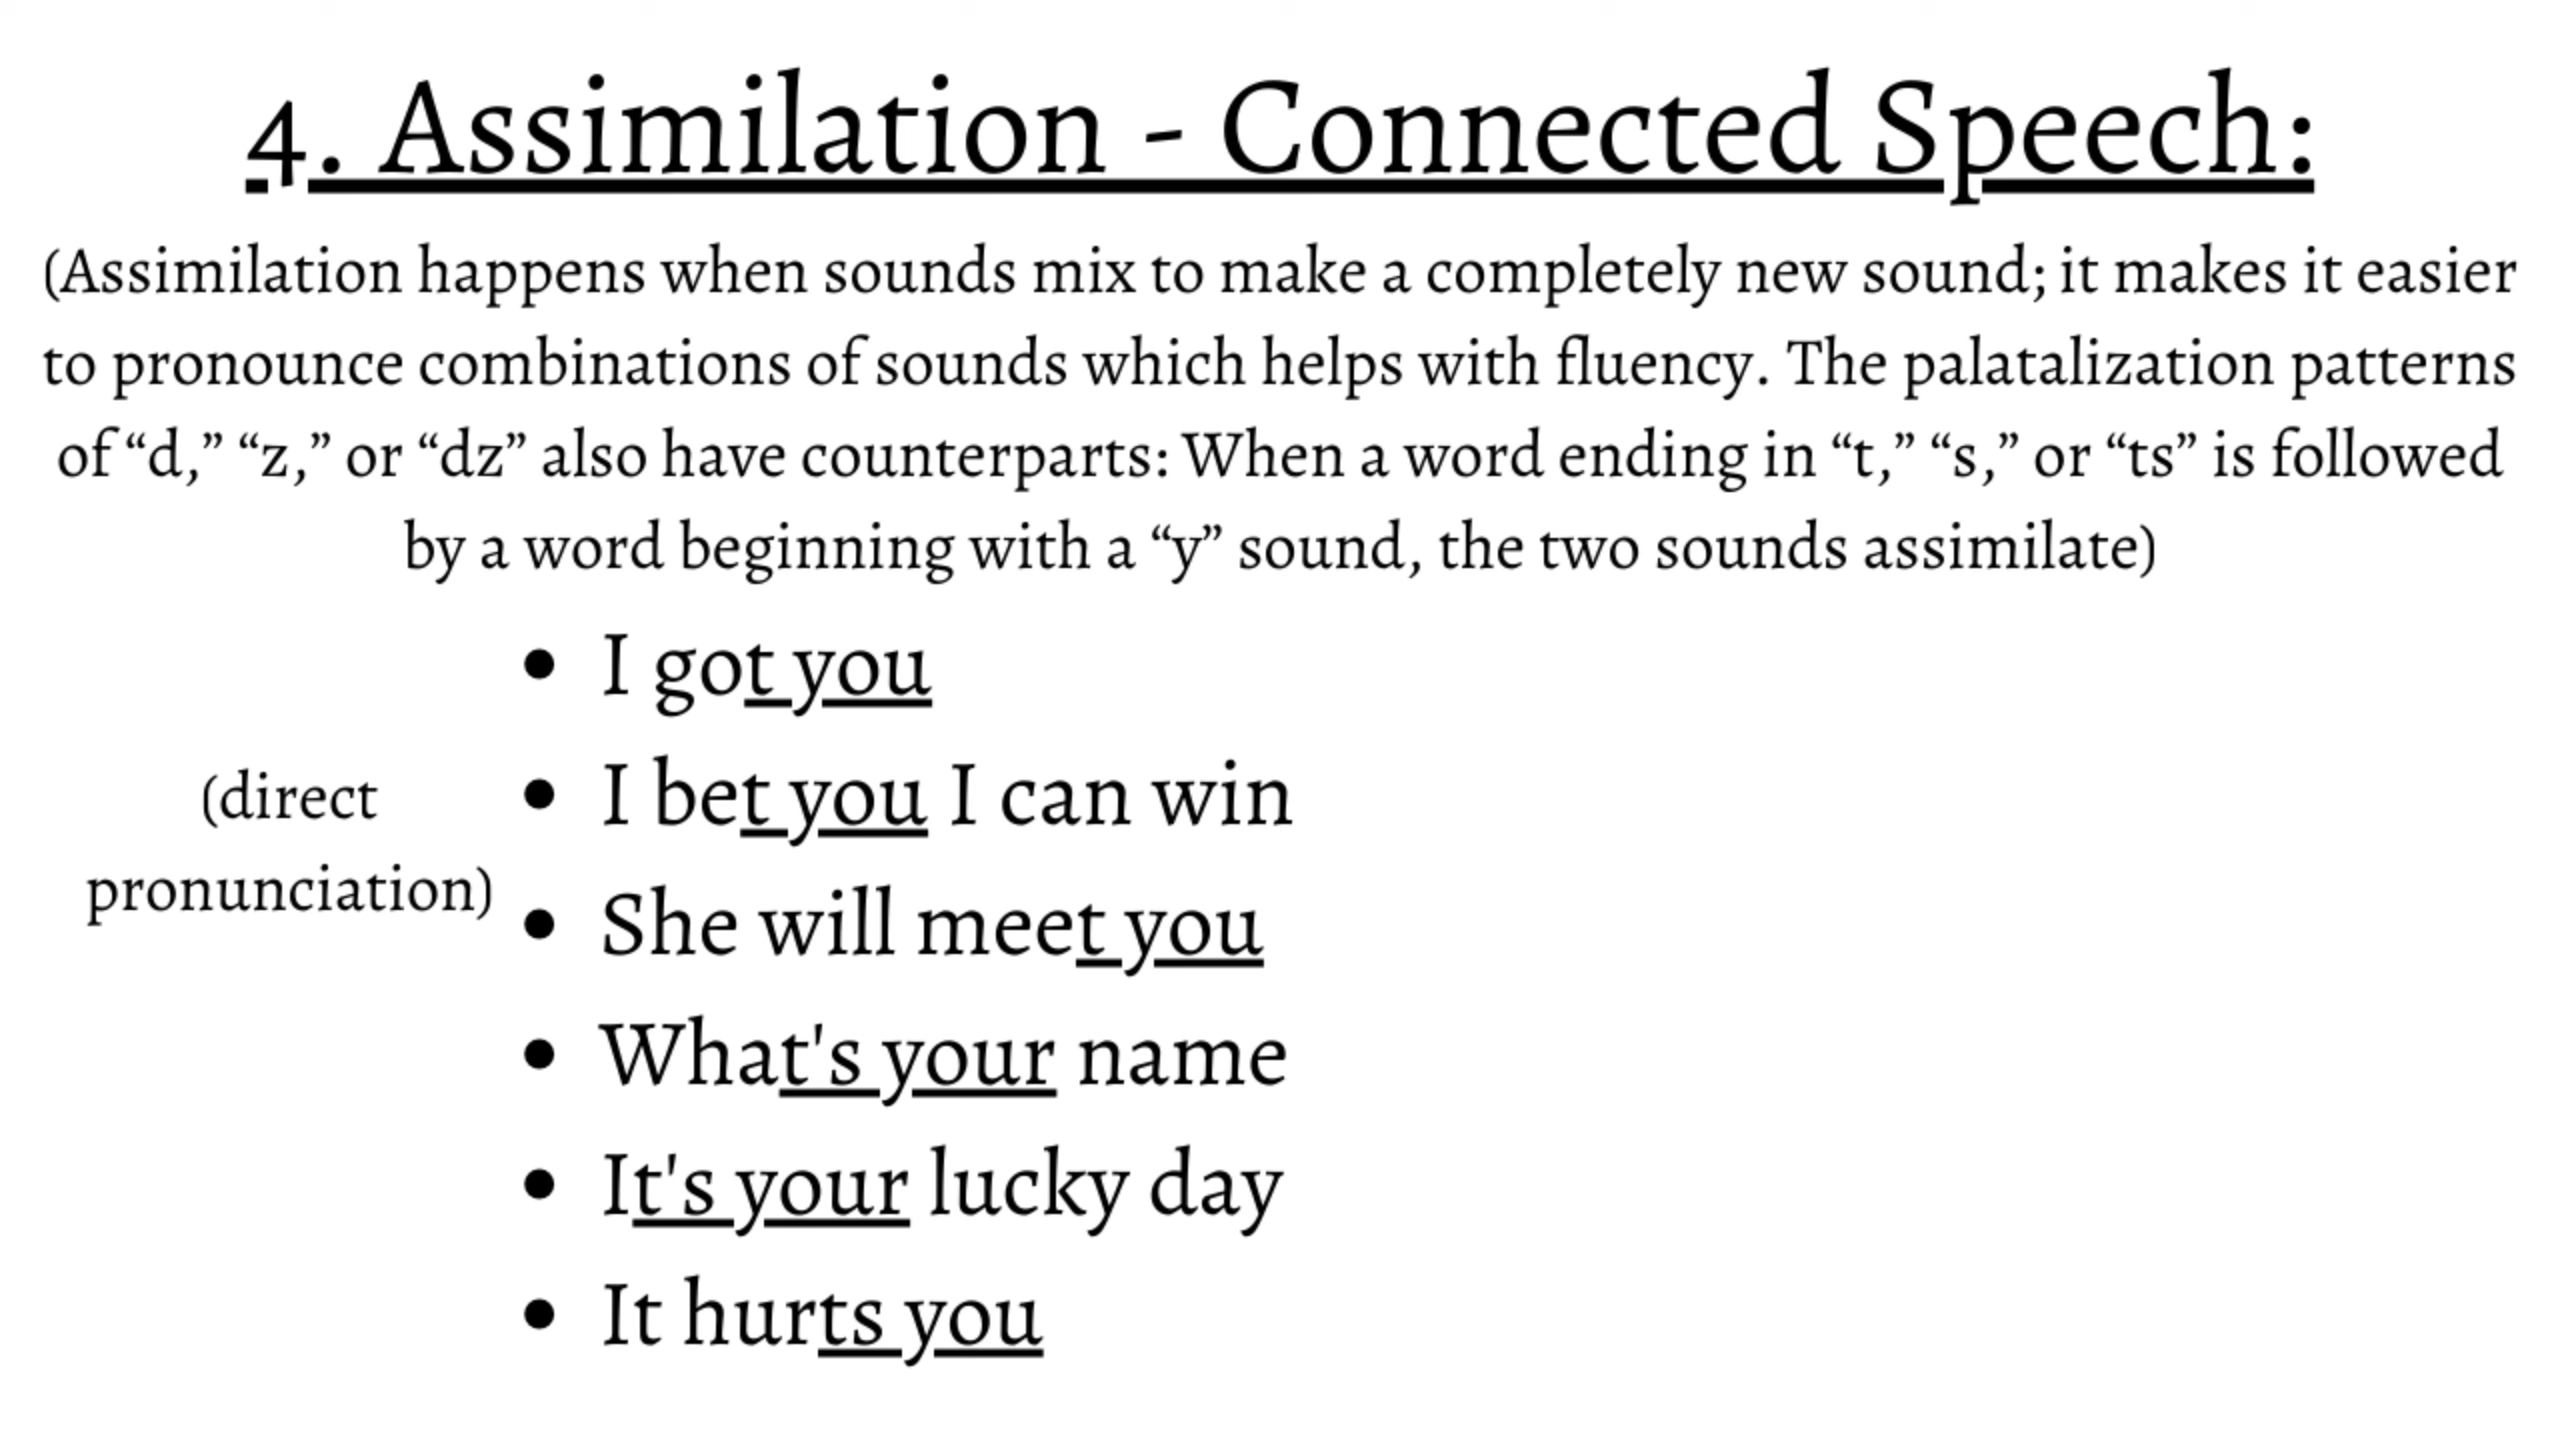 4. Assimilation - Connected Speech:
(Assimilation happens when sounds mix to make a completely new sound; it makes it easier
to pronounce combinations of sounds which helps with fluency. The palatalization patterns
of “d,” “z,” or “dz” also have counterparts: When a word ending in “t,” “s,” or “ts” is followed
by a word beginning with a “y” sound, the two sounds assimilate)
(direct
pronunciation)
• I got you
• I bet you I can win
• She will meet you
• What's your name
• It's your lucky day
• It hurts you